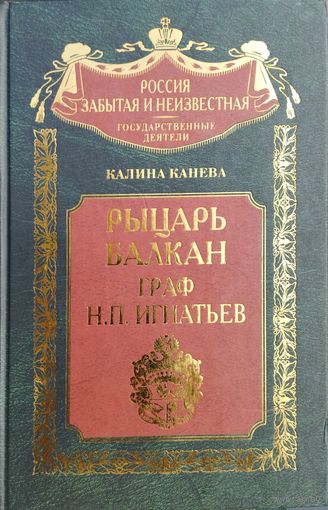 РОССИЯ
ЗАБЫТАЯ И НЕИЗВЕСТНАЯ
ГОСУДАРСТВЕННЫЕ
ДЕЯТЕЛИ
КАЛИНА КАНЕВА
РЫЦАРЬ
БАЛКАН
ГРАФ
Н.П. ИГНАТЬЕВ